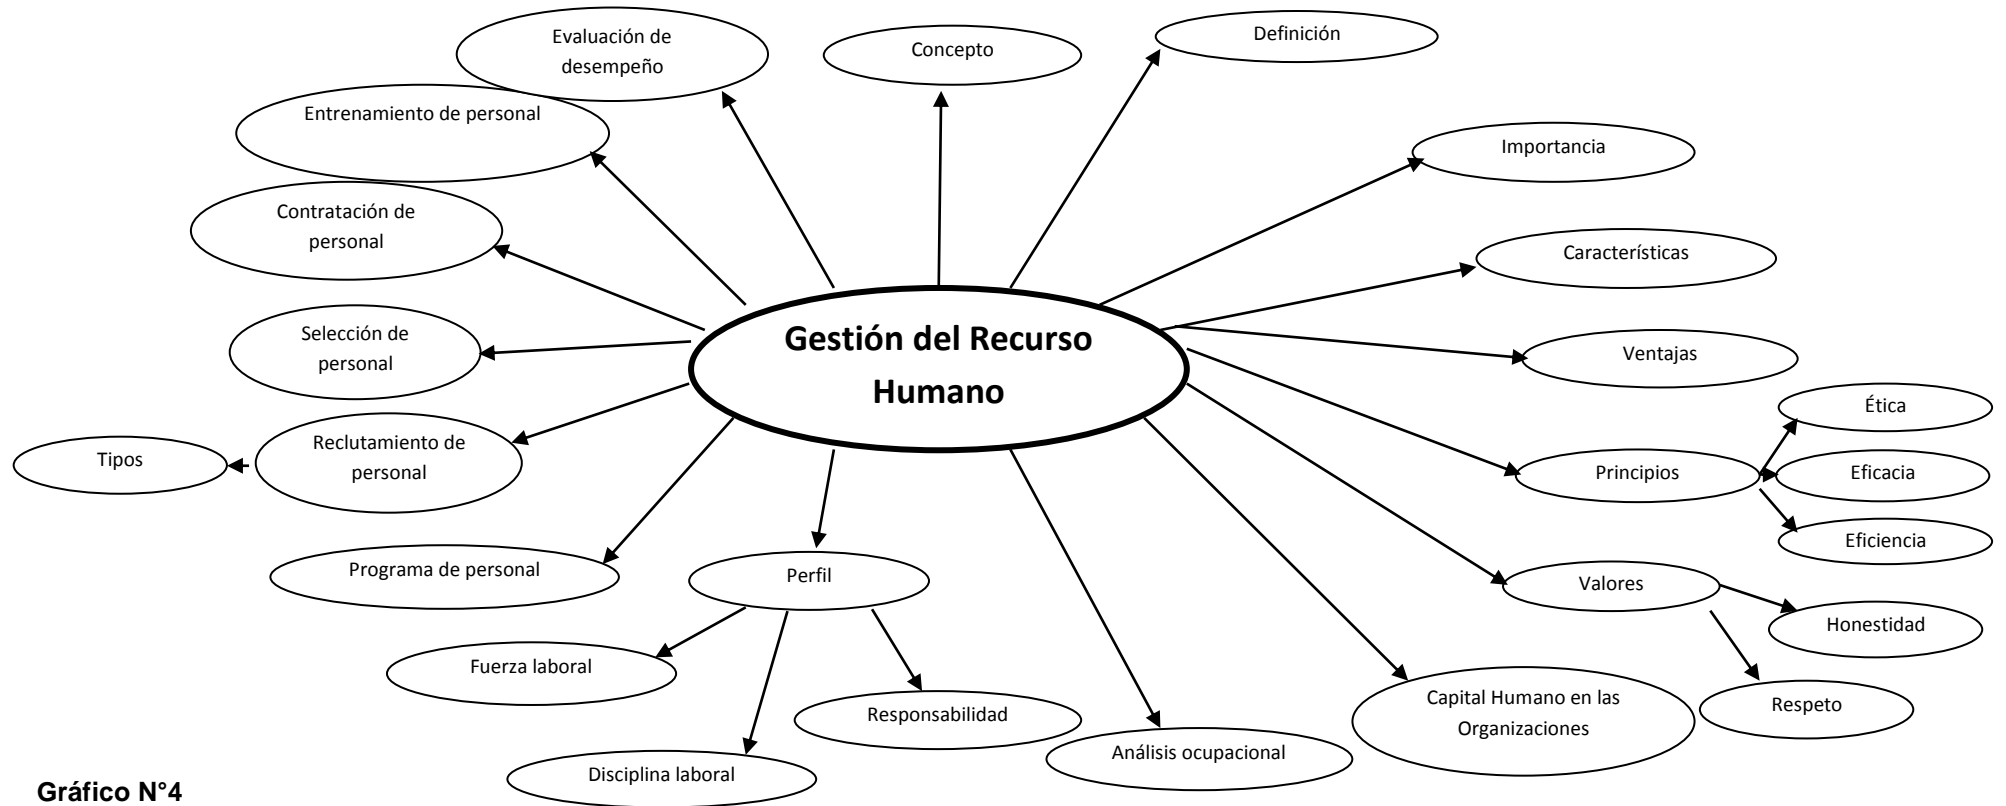 Evaluación de
desempeño
Concepto
Definición
Entrenamiento de personal
Importancia
Contratación de
personal
Característícas
Selección de
personal
Gestión del Recurso
Humano
Ventajas
Ética
Tipos
Reclutamiento de
personal
Principios
Eficacia
Eficiencia
Programa de personal
Perfil
Valores
Honestidad
Fuerza laboral
Responsabilidad
Capital Humano en las
Organizaciones
Respeto
Análisis ocupacional
Disciplina laboral
Gráfico N°4